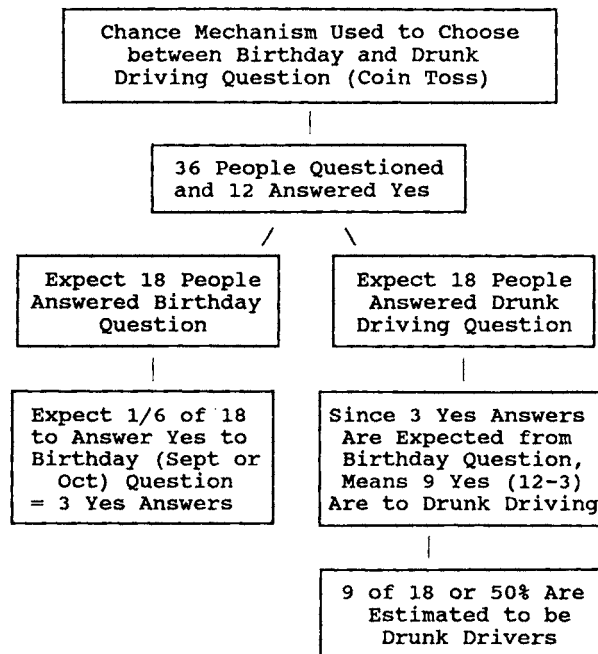 Chance Mechanism Used to Choose
between Birthday and Drunk
Driving Question (Coin Toss)
36 People Questioned
and 12 Answered Yes
Expect 18 People
Answered Birthday
Question
Expect 18 People
Answered Drunk
Driving Question
Expect 1/6 of 18
to Answer Yes to
Birthday (Sept or
Oct) Question
= 3 Yes Answers
Since 3 Yes Answers
Are Expected from
Birthday Question,
Means 9 Yes (12-3)
Are to Drunk Driving
9 of 18 or 50% Are
Estimated to be
Drunk Drivers